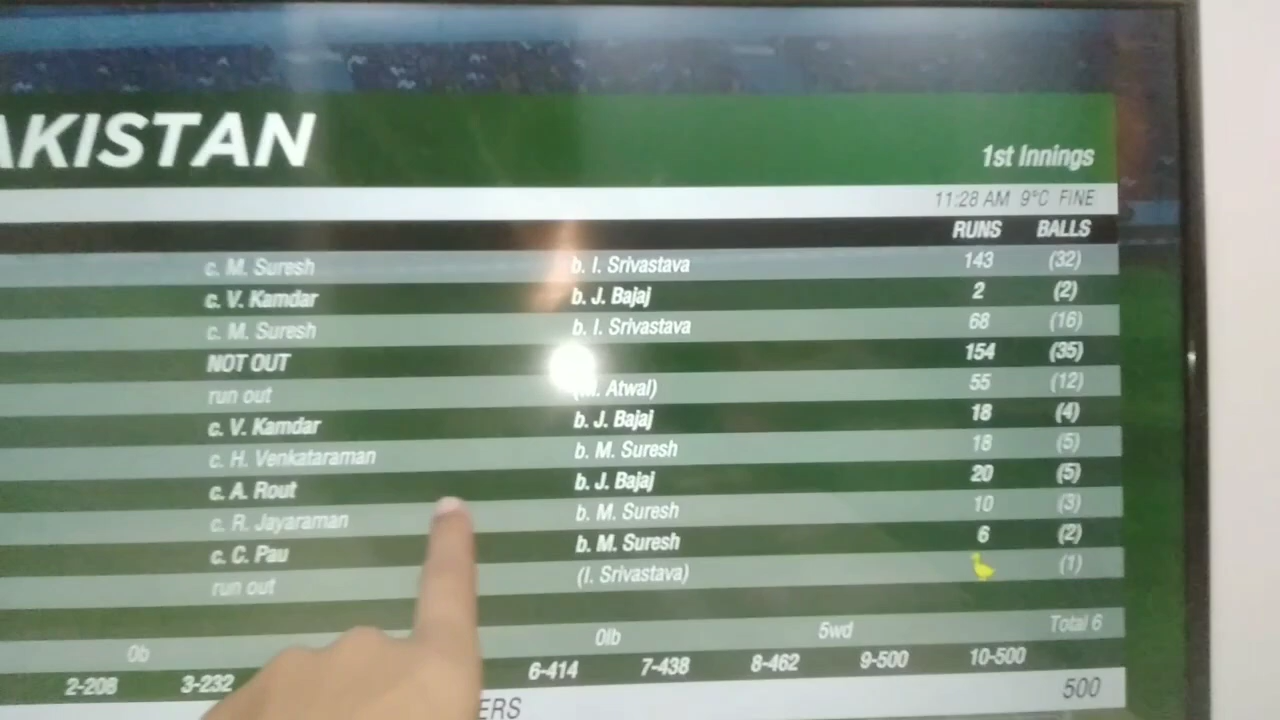 AKISTAN
1st Innings
11:28 AM 9°C FINE
RUNS BALLS
c. M. Suresh b. I. Srivastava 143 (32)
c. V. Kamdar b. J. Bajaj 2 (2)
c. M. Suresh b. I. Srivastava 68 (16)
NOT OUT 154 (35)
run out Atwal) 55 (12)
c. V. Kamdar b. J. Bajaj 18 (4)
c. H. Venkataraman b. M. Suresh 18 (5)
c. A. Rout b. J. Bajaj 20 (5)
c. R. Jayaraman b. M. Suresh 10 (3)
c. C. Pau b. M. Suresh 6 (2)
run out (I. Srivastava) (1)
0b 0lb 5wd Total 6
2-208 3-232 6-414 7-438 8-462 9-500 10-500
ERS 500